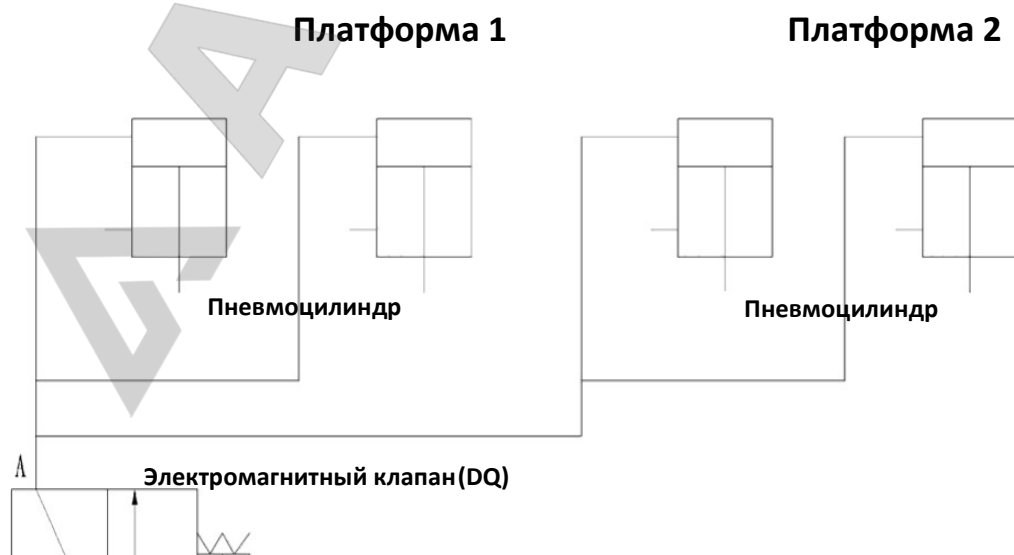 Платформа 1
Платформа 2
Пневмоцилиндр
Пневмоцилиндр
A
Электромагнитный клапан (DQ)